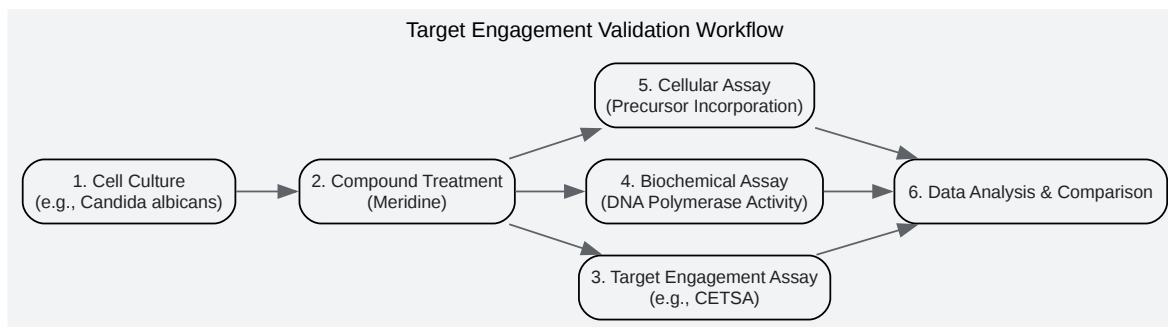 Target Engagement Validation Workflow
1. Cell Culture
(e.g., Candida albicans)
2. Compound Treatment
(Meridine)
5. Cellular Assay
(Precursor Incorporation)
4. Biochemical Assay
(DNA Polymerase Activity)
3. Target Engagement Assay
(e.g., CETSA)
6. Data Analysis & Comparison